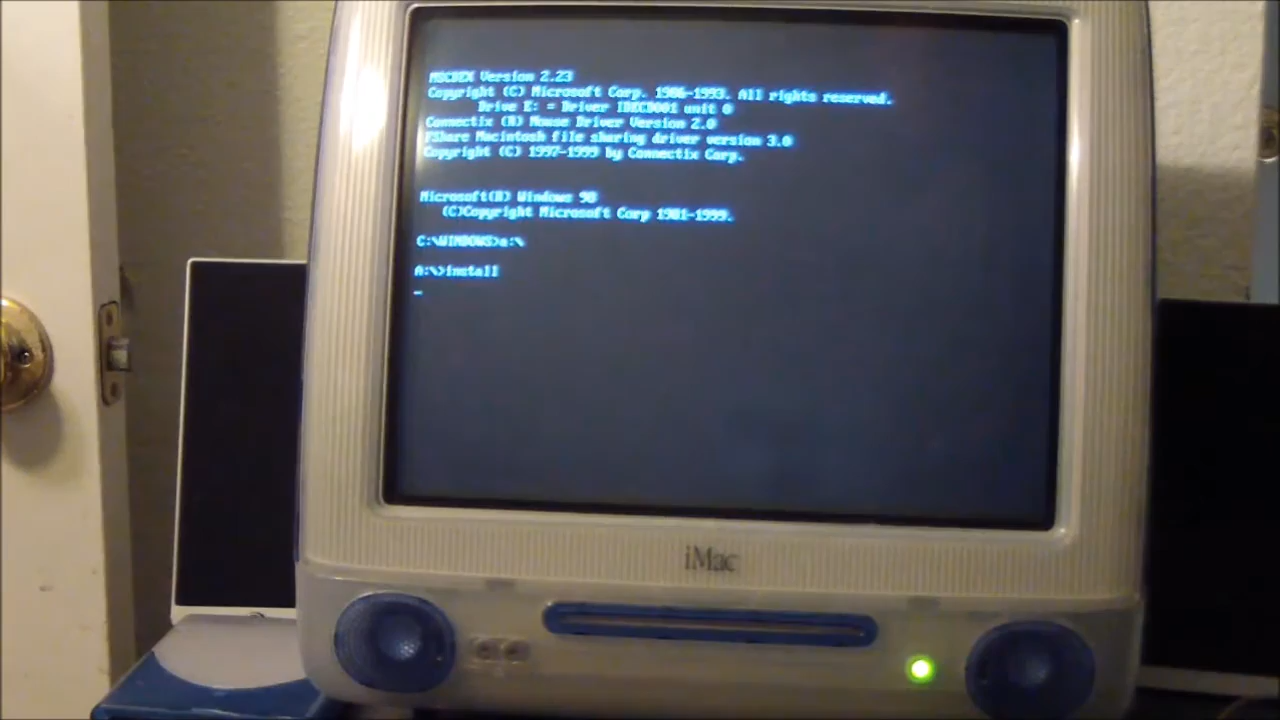 MSCDEX Version 2.23
Copyright (C) Microsoft Corp. 1986-1993. All rights reserved.
Drive E: = Driver IDECD001 unit 0
Connectix (R) Mouse Driver Version 2.0
FShare Macintosh file sharing driver version 3.0
Copyright (C) 1997-1999 by Connectix Corp.
Microsoft(R) Windows 98
(C)Copyright Microsoft Corp 1981-1999.
C:\WINDOWS>a:\
A:\>install
iMac